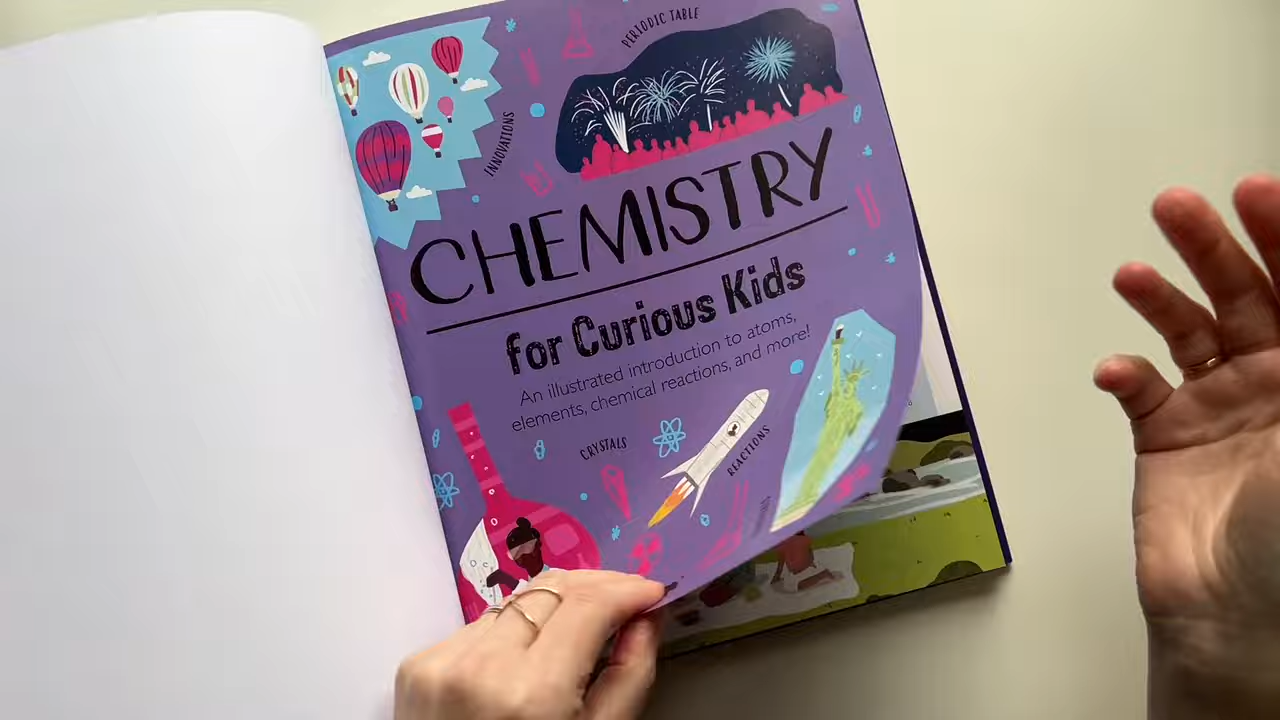 PERIODIC TABLE
INNOVATIONS
CHEMISTRY
for Curious Kids
An illustrated introduction to atoms,
elements, chemical reactions, and more!
CRYSTALS
REACTIONS